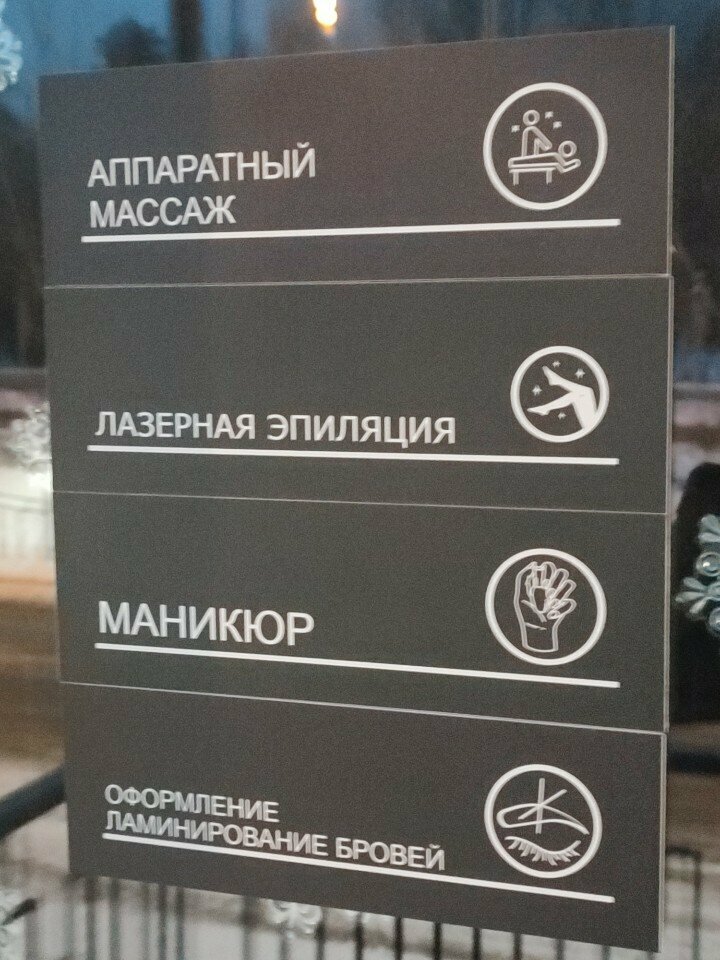 АППАРАТНЫЙ
МАССАЖ
ЛАЗЕРНАЯ ЭПИЛЯЦИЯ
МАНИКЮР
ОФОРМЛЕНИЕ
ЛАМИНИРОВАНИЕ БРОВЕЙ